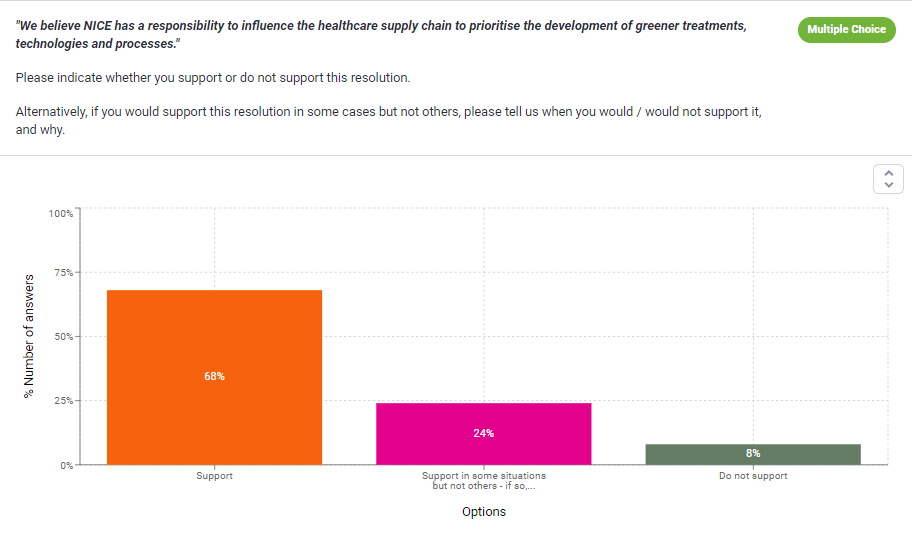 "We believe NICE has a responsibility to influence the healthcare supply chain to prioritise the development of greener treatments,
technologies and processes."
Multiple Choice
Please indicate whether you support or do not support this resolution.
Alternatively, if you would support this resolution in some cases but not others, please tell us when you would / would not support it,
and why.
100%
75%
50%
25%
0%
% Number of answers
68%
24%
8%
Support
Support in some situations
but not others - if so,...
Do not support
Options